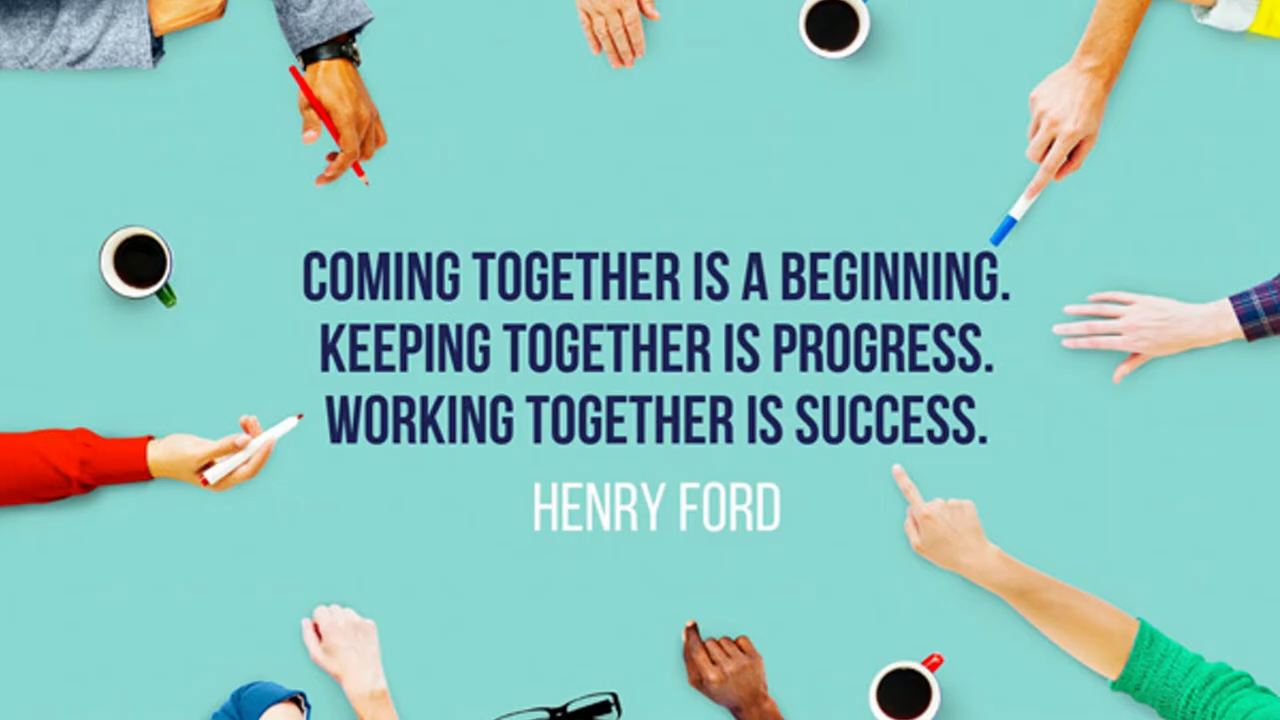 COMING TOGETHER IS A BEGINNING.
KEEPING TOGETHER IS PROGRESS.
WORKING TOGETHER IS SUCCESS.
HENRY FORD